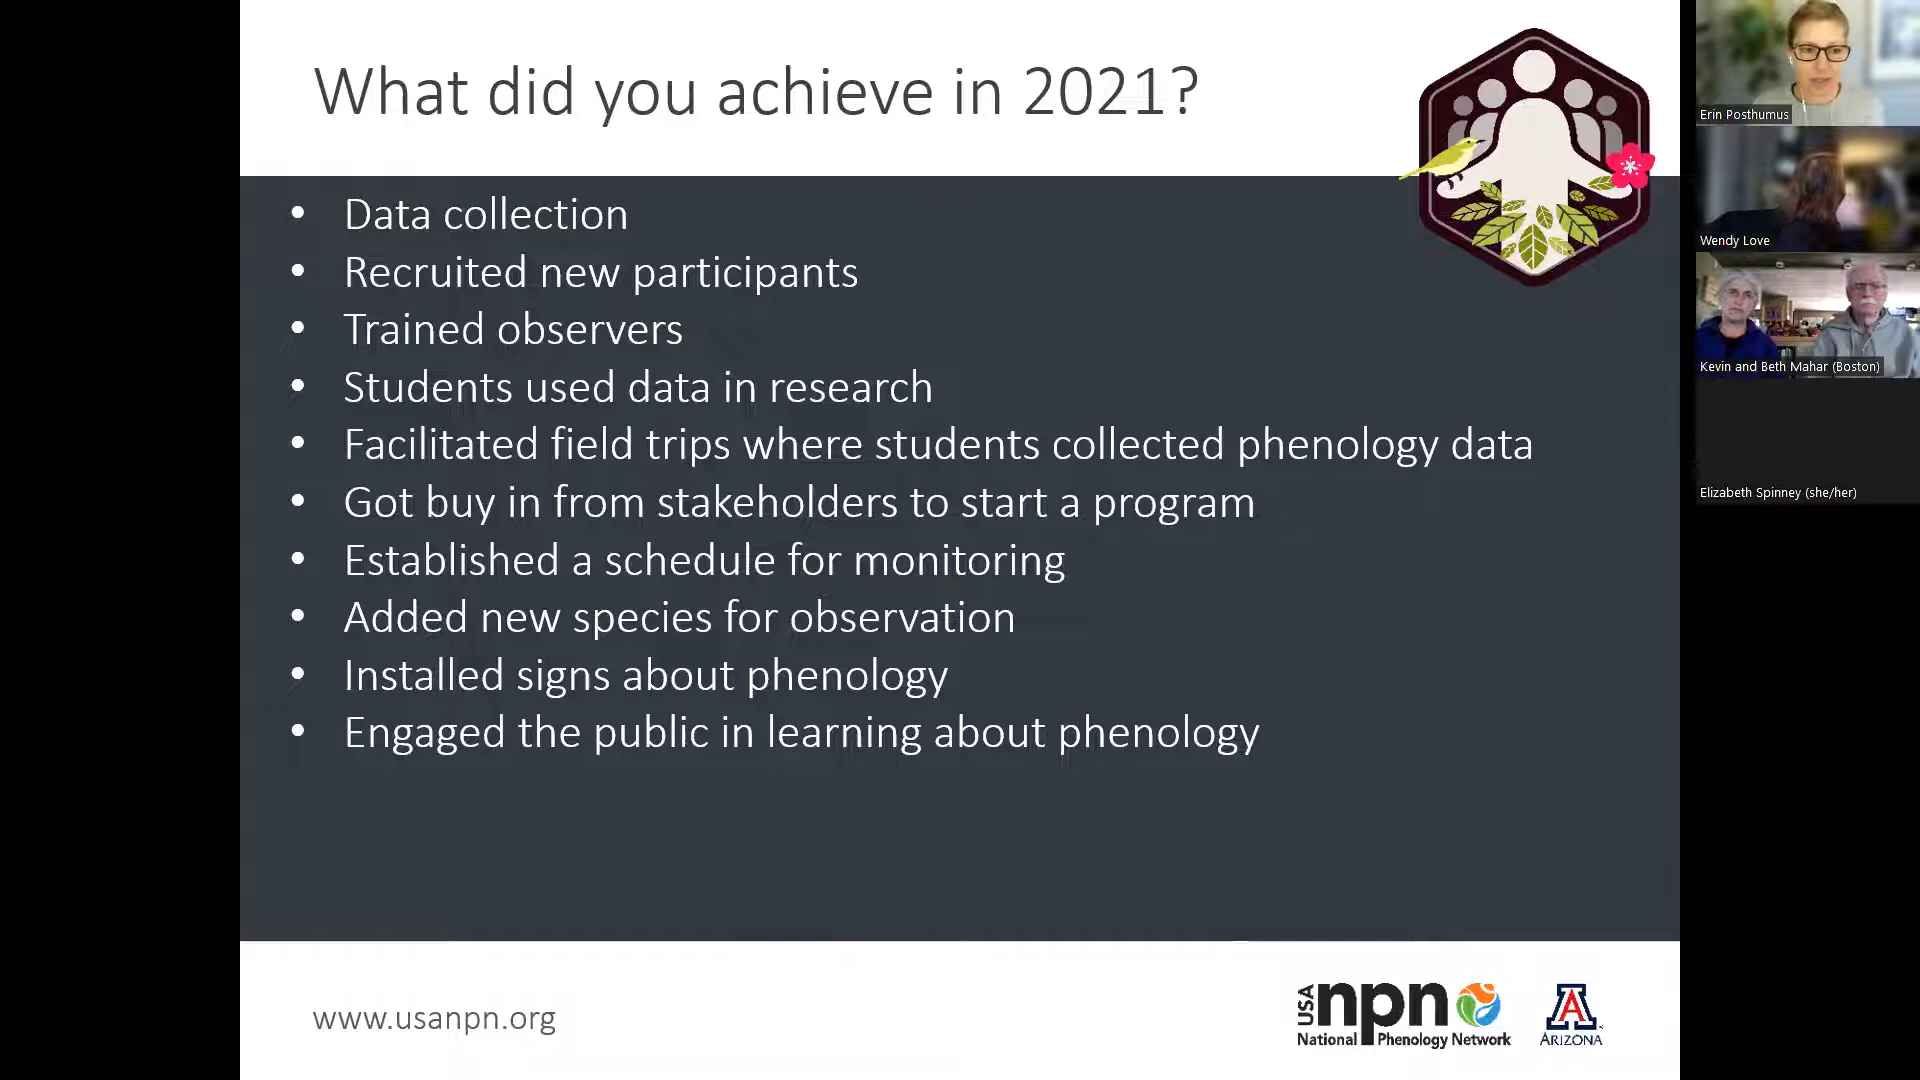 What did you achieve in 2021?
• Data collection
• Recruited new participants
• Trained observers
• Students used data in research
• Facilitated field trips where students collected phenology data
• Got buy in from stakeholders to start a program
• Established a schedule for monitoring
• Added new species for observation
• Installed signs about phenology
• Engaged the public in learning about phenology
www.usanpn.org
USA npn
National Phenology Network
A
ARIZONA
Erin Posthumus
Wendy Love
Kevin and Beth Mahar (Boston)
Elizabeth Spinney (she/her)